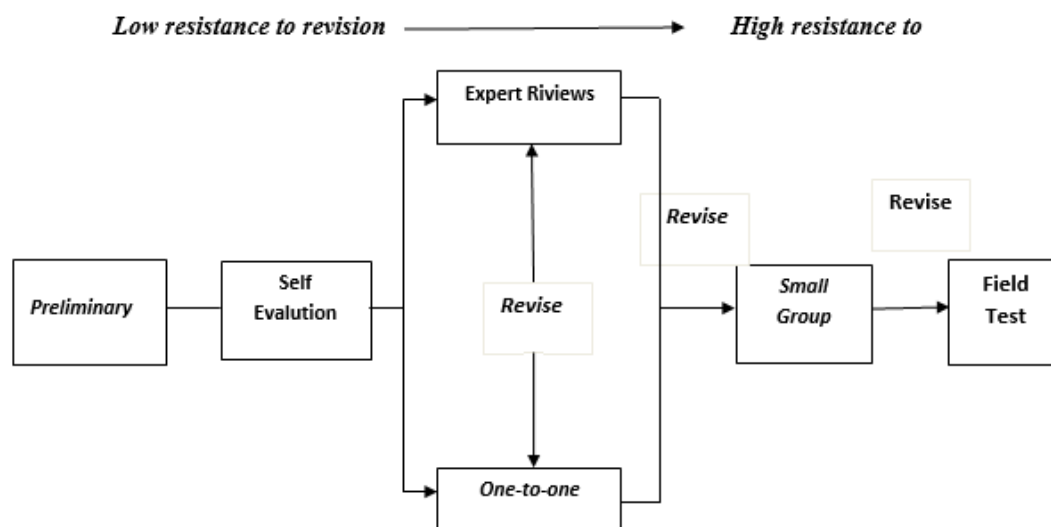 Low resistance to revision
High resistance to
Expert Riviews
Revise
Revise
Preliminary
Self
Evalution
Revise
Small
Group
Field
Test
One-to-one